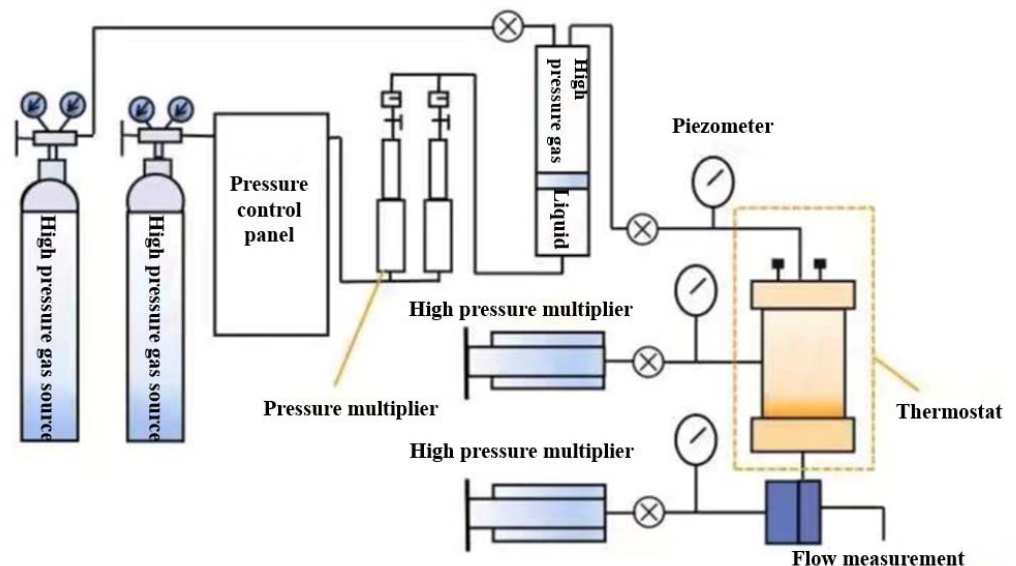 High pressure gas source
High pressure gas source
Pressure
control
panel
High
pressure gas
Liquid
Piezometer
High pressure multiplier
Pressure multiplier
Thermostat
High pressure multiplier
Flow measurement